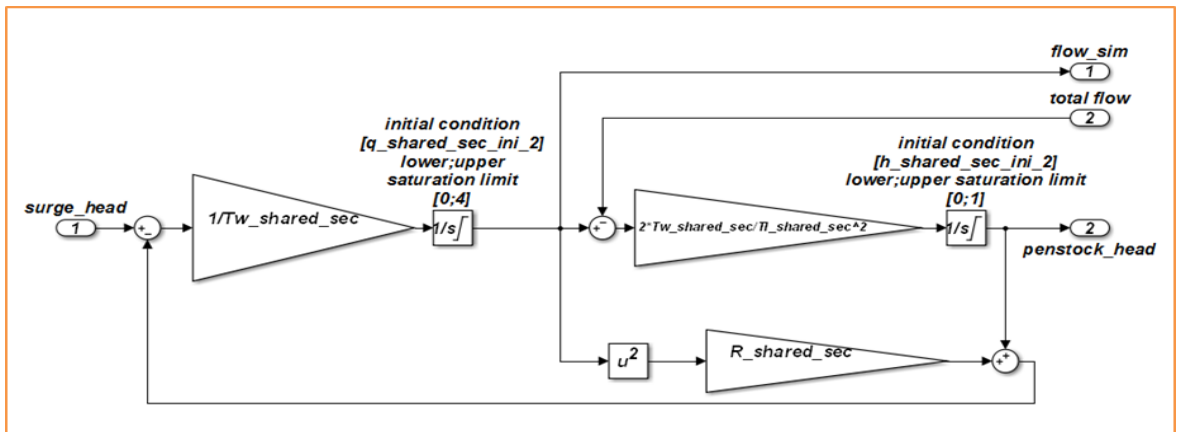 flow_sim
1
total flow
2
initial condition
[q_shared_sec_ini_2]
lower;upper
saturation limit
[0;4]
initial condition
[h_shared_sec_ini_2]
lower;upper saturation limit
[0;1]
surge_head
1
+
-
1/Tw_shared_sec
1/s
+
-
2*Tw_shared_sec/Tl_shared_sec^2
1/s
2
penstock_head
u²
R_shared_sec
+
+